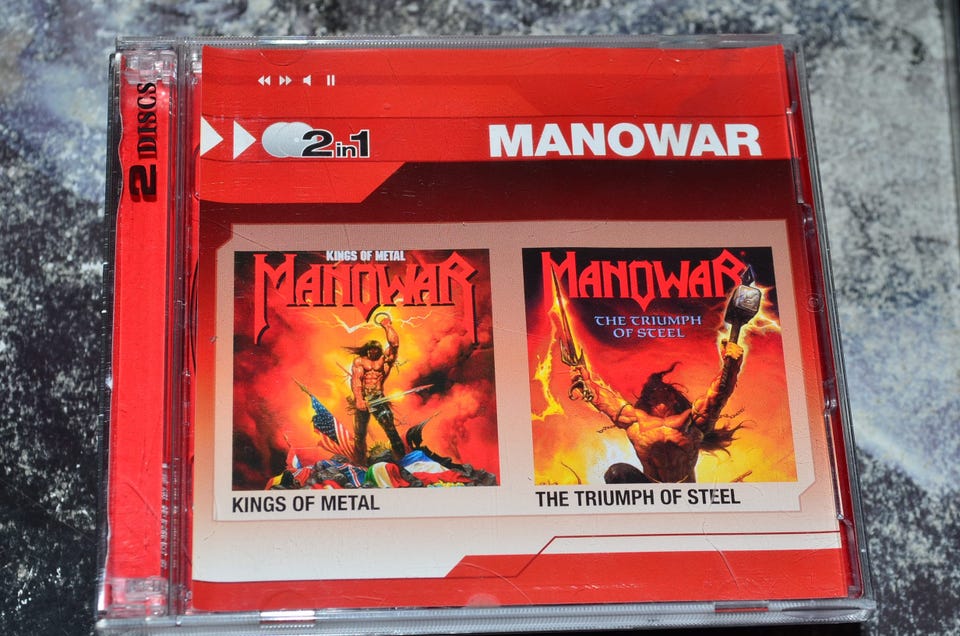 2 DISCS
2in1
MANOWAR
KINGS OF METAL
MANOWAR
MANOWAR
THE TRIUMPH
OF STEEL
KINGS OF METAL
THE TRIUMPH OF STEEL